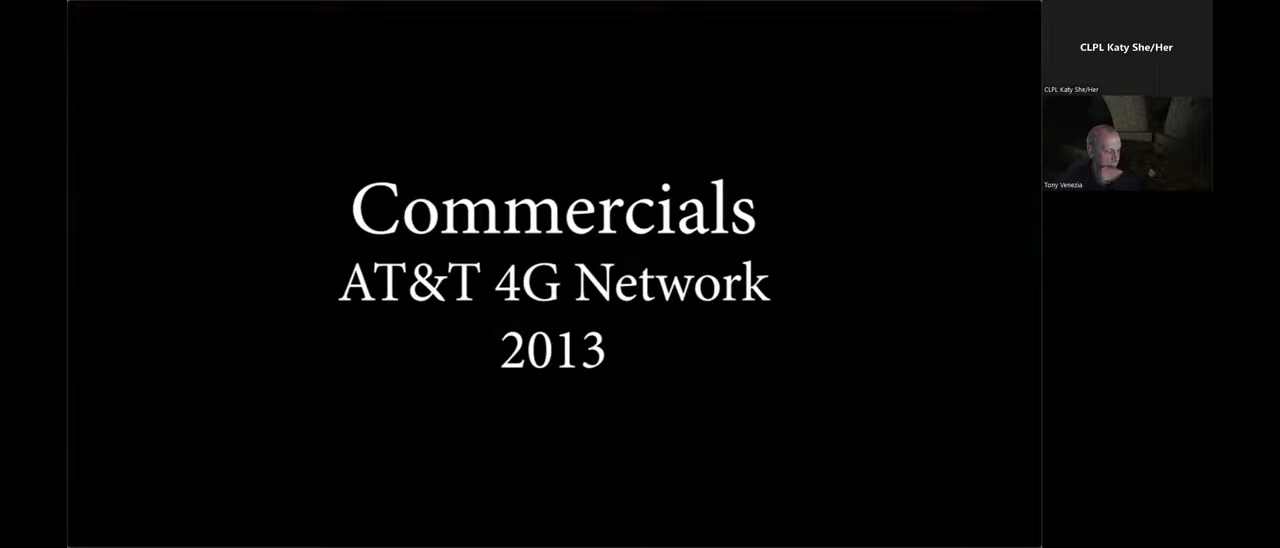 Commercials
AT&T 4G Network
2013
CLPL Katy She/Her
CLPL Katy She/Her
Tony Venezia